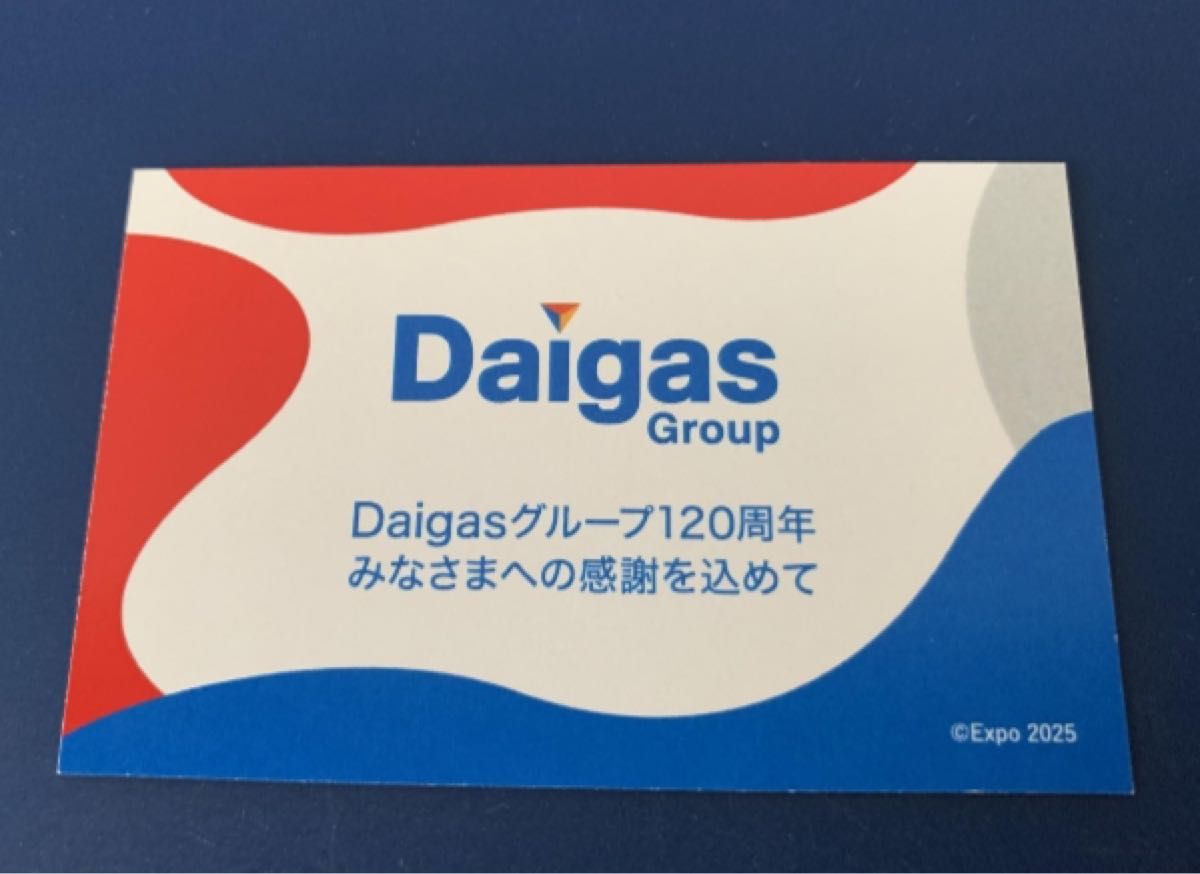 Daigas
Group
Daigasグループ120周年
みなさまへの感謝を込めて
©Expo 2025